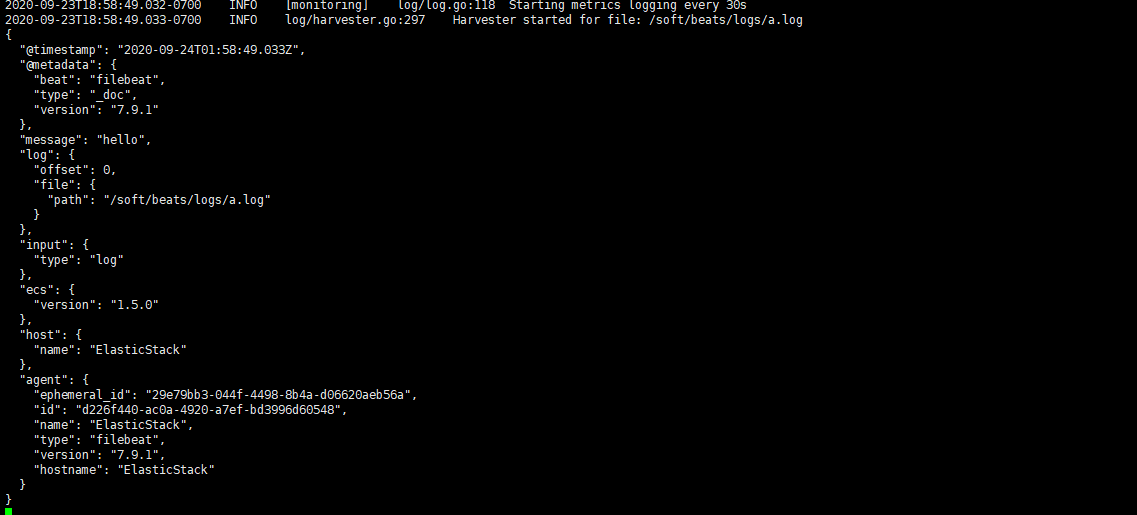 2020-09-23T18:58:49.032-0700    INFO    [monitoring]    log/log.go:118  Starting metrics logging every 30s
2020-09-23T18:58:49.033-0700    INFO    log/harvester.go:297    Harvester started for file: /soft/beats/logs/a.log
{
  "@timestamp": "2020-09-24T01:58:49.033Z",
  "@metadata": {
    "beat": "filebeat",
    "type": "_doc",
    "version": "7.9.1"
  },
  "message": "hello",
  "log": {
    "offset": 0,
    "file": {
      "path": "/soft/beats/logs/a.log"
    }
  },
  "input": {
    "type": "log"
  },
  "ecs": {
    "version": "1.5.0"
  },
  "host": {
    "name": "ElasticStack"
  },
  "agent": {
    "ephemeral_id": "29e79bb3-044f-4498-8b4a-d06620aeb56a",
    "id": "d226f440-ac0a-4920-a7ef-bd3996d60548",
    "name": "ElasticStack",
    "type": "filebeat",
    "version": "7.9.1",
    "hostname": "ElasticStack"
  }
}